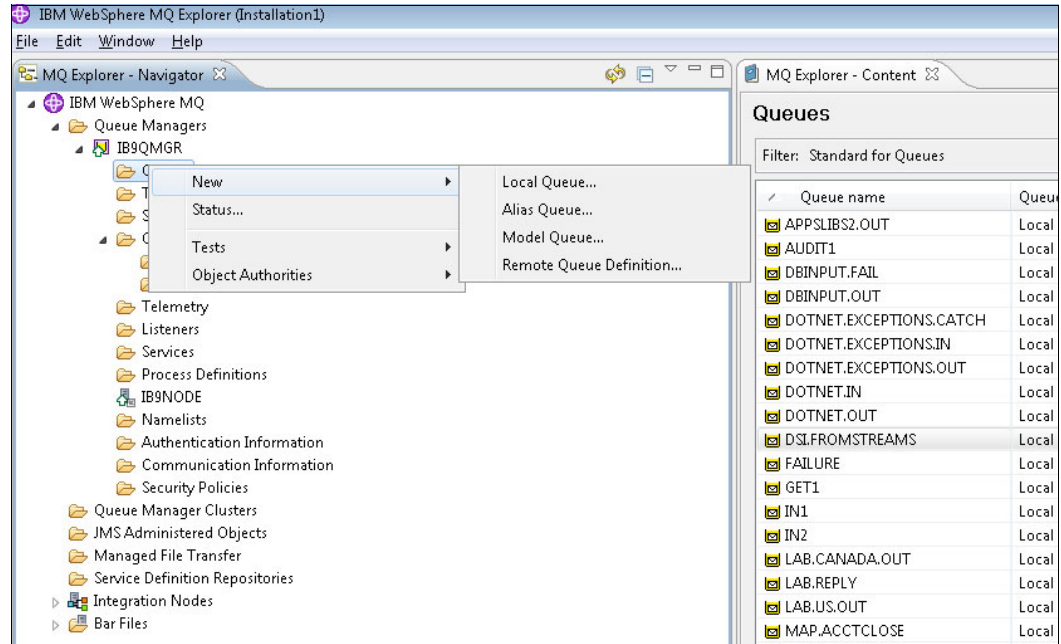 IBM WebSphere MQ Explorer (Installation1)
File Edit Window Help
MQ Explorer - Navigator
IBM WebSphere MQ
Queue Managers
IB9QMGR
New
Status...
Tests
Object Authorities
Local Queue...
Alias Queue...
Model Queue...
Remote Queue Definition...
Telemetry
Listeners
Services
Process Definitions
IB9NODE
Namelists
Authentication Information
Communication Information
Security Policies
Queue Manager Clusters
JMS Administered Objects
Managed File Transfer
Service Definition Repositories
Integration Nodes
Bar Files
MQ Explorer - Content
Queues
Filter: Standard for Queues
Queue name
APPSLIBS2.OUT Local
AUDIT1 Local
DBINPUT.FAIL Local
DBINPUT.OUT Local
DOTNET.EXCEPTIONS.CATCH Local
DOTNET.EXCEPTIONS.IN Local
DOTNET.EXCEPTIONS.OUT Local
DOTNET.IN Local
DOTNET.OUT Local
DSI.FROMSTREAMS Local
FAILURE Local
GET1 Local
IN1 Local
IN2 Local
LAB.CANADA.OUT Local
LAB.REPLY Local
LAB.US.OUT Local
MAP.ACCTCLOSE Local